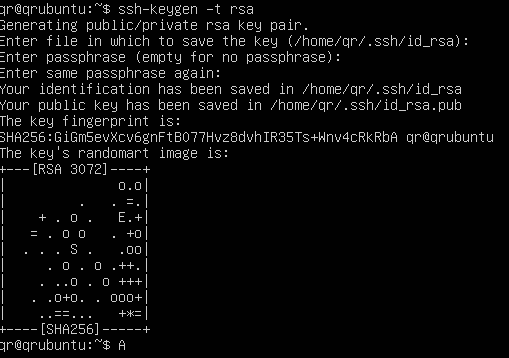 qr@qrubuntu:~$ ssh-keygen -t rsa
Generating public/private rsa key pair.
Enter file in which to save the key (/home/qr/.ssh/id_rsa):
Enter passphrase (empty for no passphrase):
Enter same passphrase again:
Your identification has been saved in /home/qr/.ssh/id_rsa
Your public key has been saved in /home/qr/.ssh/id_rsa.pub
The key fingerprint is:
SHA256:GiGm5evXcv6gnFtBO77Hvz8dvhIR35Ts+Wnv4cRkRbA qr@qrubuntu
The key's randomart image is:
+---[RSA 3072]----+
|              o.o|
|         .   . =.|
|    + . o .   E.+|
|   = . o o   . +o|
|  . . . S .   .oo|
|     . o . o .++.|
|    . ..o . o +++|
|   . .o+o. . ooo+|
|    ..==...   +*=|
+----[SHA256]-----+
qr@qrubuntu:~$ A